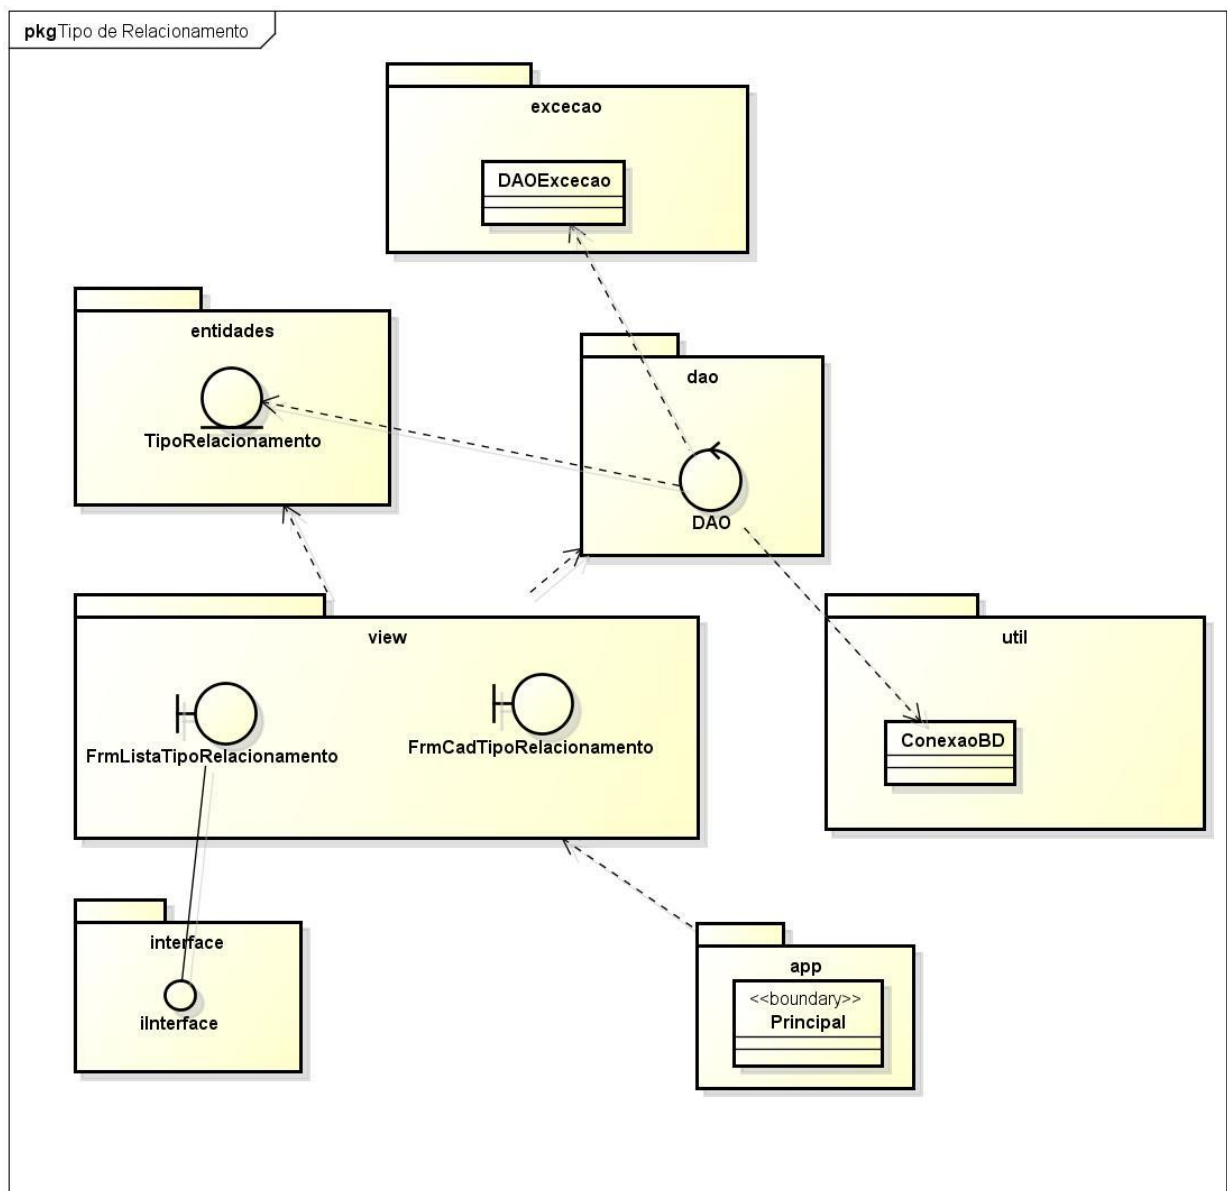 pkg Tipo de Relacionamento
excecao
DAOExcecao
entidades
TipoRelacionamento
dao
DAO
view
FrmListaTipoRelacionamento
FrmCadTipoRelacionamento
util
ConexaoBD
interface
iInterface
app
<<boundary>>
Principal